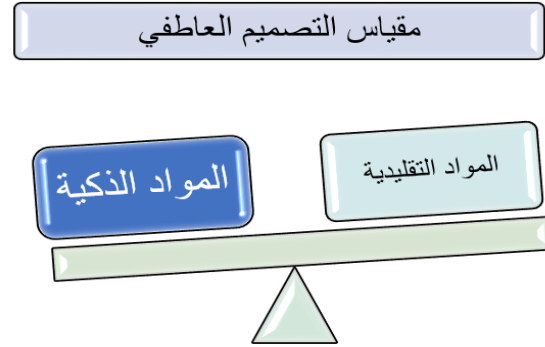 مقياس التصميم العاطفي
المواد التقليدية
المواد الذكية